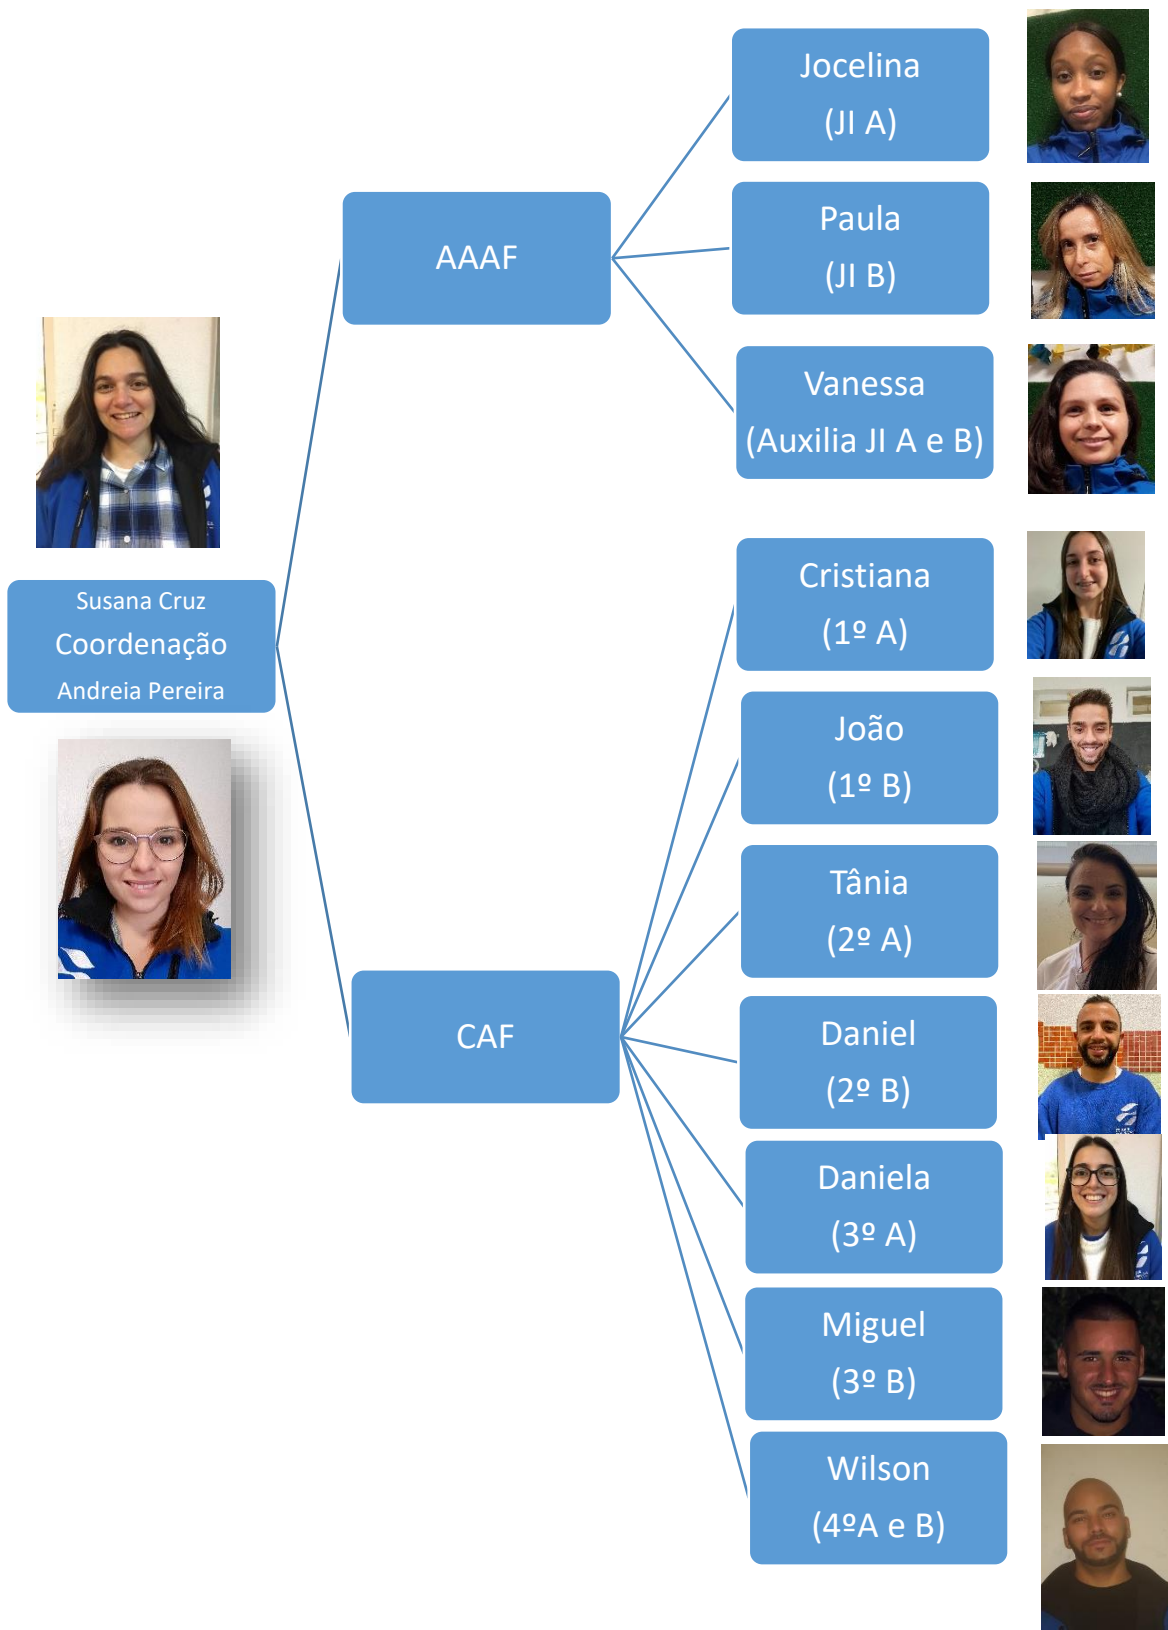 Jocelina
(JI A)
Paula
(JI B)
Vanessa
(Auxilia JI A e B)
AAAF
Susana Cruz
Coordenação
Andreia Pereira
CAF
Cristiana
(1º A)
João
(1º B)
Tânia
(2º A)
Daniel
(2º B)
Daniela
(3º A)
Miguel
(3º B)
Wilson
(4ºA e B)